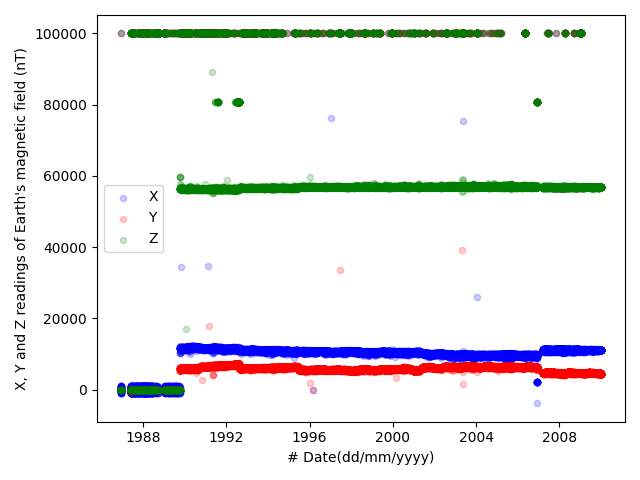 X, Y and Z readings of Earth's magnetic field (nT)
100000
80000
60000
40000
20000
0
X
Y
Z
1988 1992 1996 2000 2004 2008
# Date(dd/mm/yyyy)